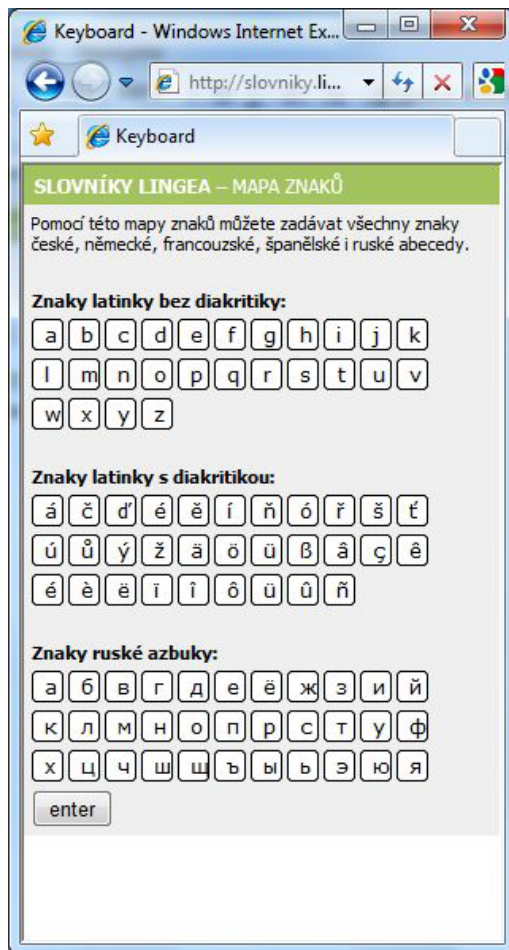 Keyboard - Windows Internet Ex...
http://slovniky.li...
Keyboard
SLOVNÍKY LINGEA – MAPA ZNAKŮ
Pomocí této mapy znaků můžete zadávat všechny znaky
české, německé, francouzské, španělské i ruské abecedy.
Znaky latinky bez diakritiky:
a b c d e f g h i j k
l m n o p q r s t u v
w x y z
Znaky latinky s diakritikou:
á č ď é ě í ň ó ř š ť
ú ů ý ž ä ö ü ß â ç ê
é è ë ï î ô ü û ñ
Znaky ruské azbuky:
а б в г д е ё ж з и й
к л м н о п р с т у ф
х ц ч ш щ ъ ы ь э ю я
enter